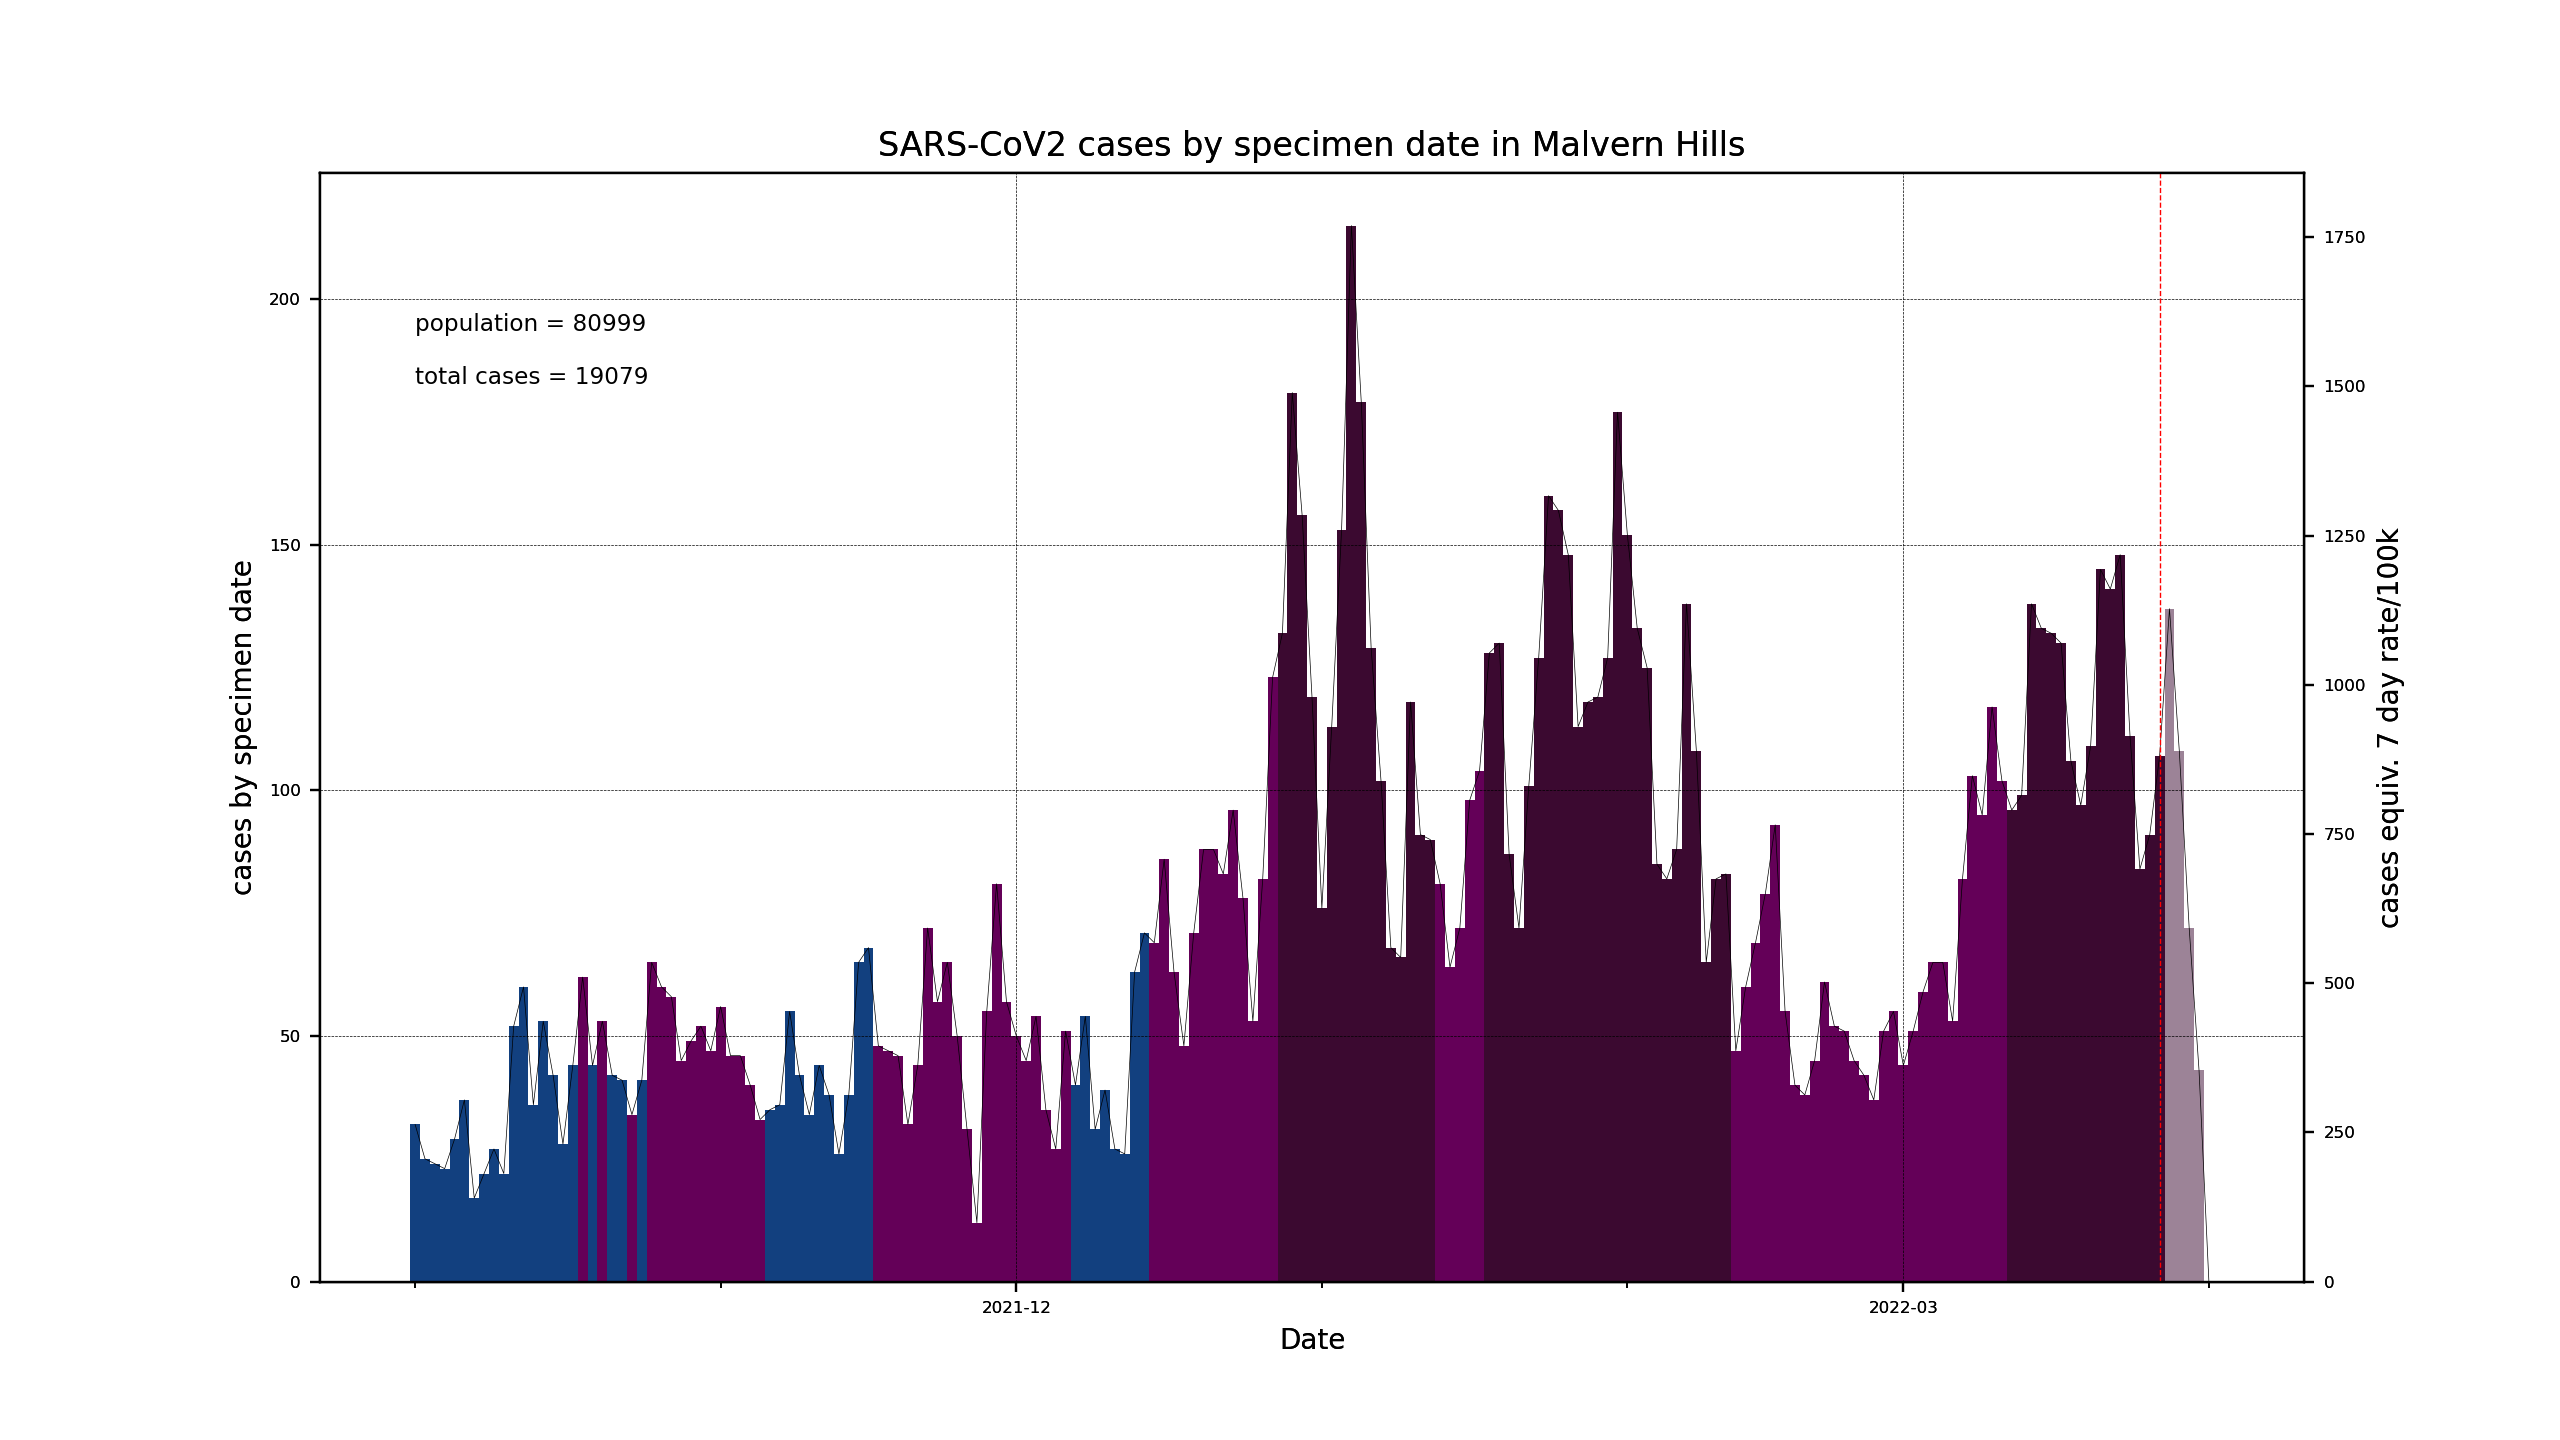 SARS-CoV2 cases by specimen date in Malvern Hills
population = 80999
total cases = 19079
cases by specimen date
200
150
100
50
0
1750
1500
1250
1000
750
500
250
0
cases equiv. 7 day rate/100k
2021-12
2022-03
Date